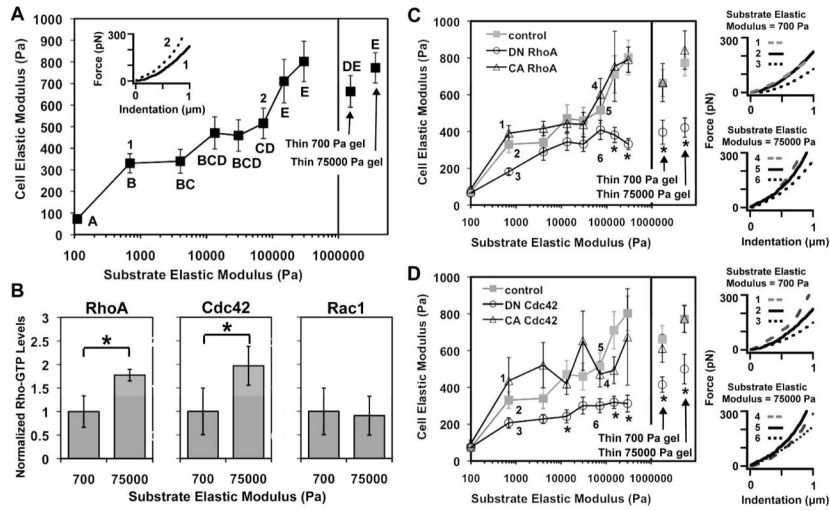 A
Cell Elastic Modulus (Pa)
1000
900
800
700
600
500
400
300
200
100
0
Force (pN)
300
0
2
1
0
1
Indentation (µm)
1
B
A
BC
BCD
BCD
2
CD
E
E
DE
E
Thin 700 Pa gel
Thin 75000 Pa gel
100
1000
10000
100000
1000000
Substrate Elastic Modulus (Pa)
B
RhoA
Cdc42
Rac1
Normalized Rho-GTP Levels
3
2.5
2
1.5
1
0.5
0
*
*
700
75000
700
75000
700
75000
Substrate Elastic Modulus (Pa)
C
Cell Elastic Modulus (Pa)
1000
800
600
400
200
0
control
DN RhoA
CA RhoA
1
2
3
4
5
6
*
*
*
*
Thin 700 Pa gel
Thin 75000 Pa gel
100
1000
10000
100000
1000000
Substrate Elastic Modulus (Pa)
Substrate Elastic
Modulus = 700 Pa
300
0
1
2
3
0
1
Force (pN)
Substrate Elastic
Modulus = 75000 Pa
300
0
4
5
6
0
1
Indentation (µm)
D
Cell Elastic Modulus (Pa)
1000
800
600
400
200
0
control
DN Cdc42
CA Cdc42
1
2
3
4
5
6
*
*
*
*
*
Thin 700 Pa gel
Thin 75000 Pa gel
100
1000
10000
100000
1000000
Substrate Elastic Modulus (Pa)
Substrate Elastic
Modulus = 700 Pa
300
0
1
2
3
0
1
Force (pN)
Substrate Elastic
Modulus = 75000 Pa
300
0
4
5
6
0
1
Indentation (µm)